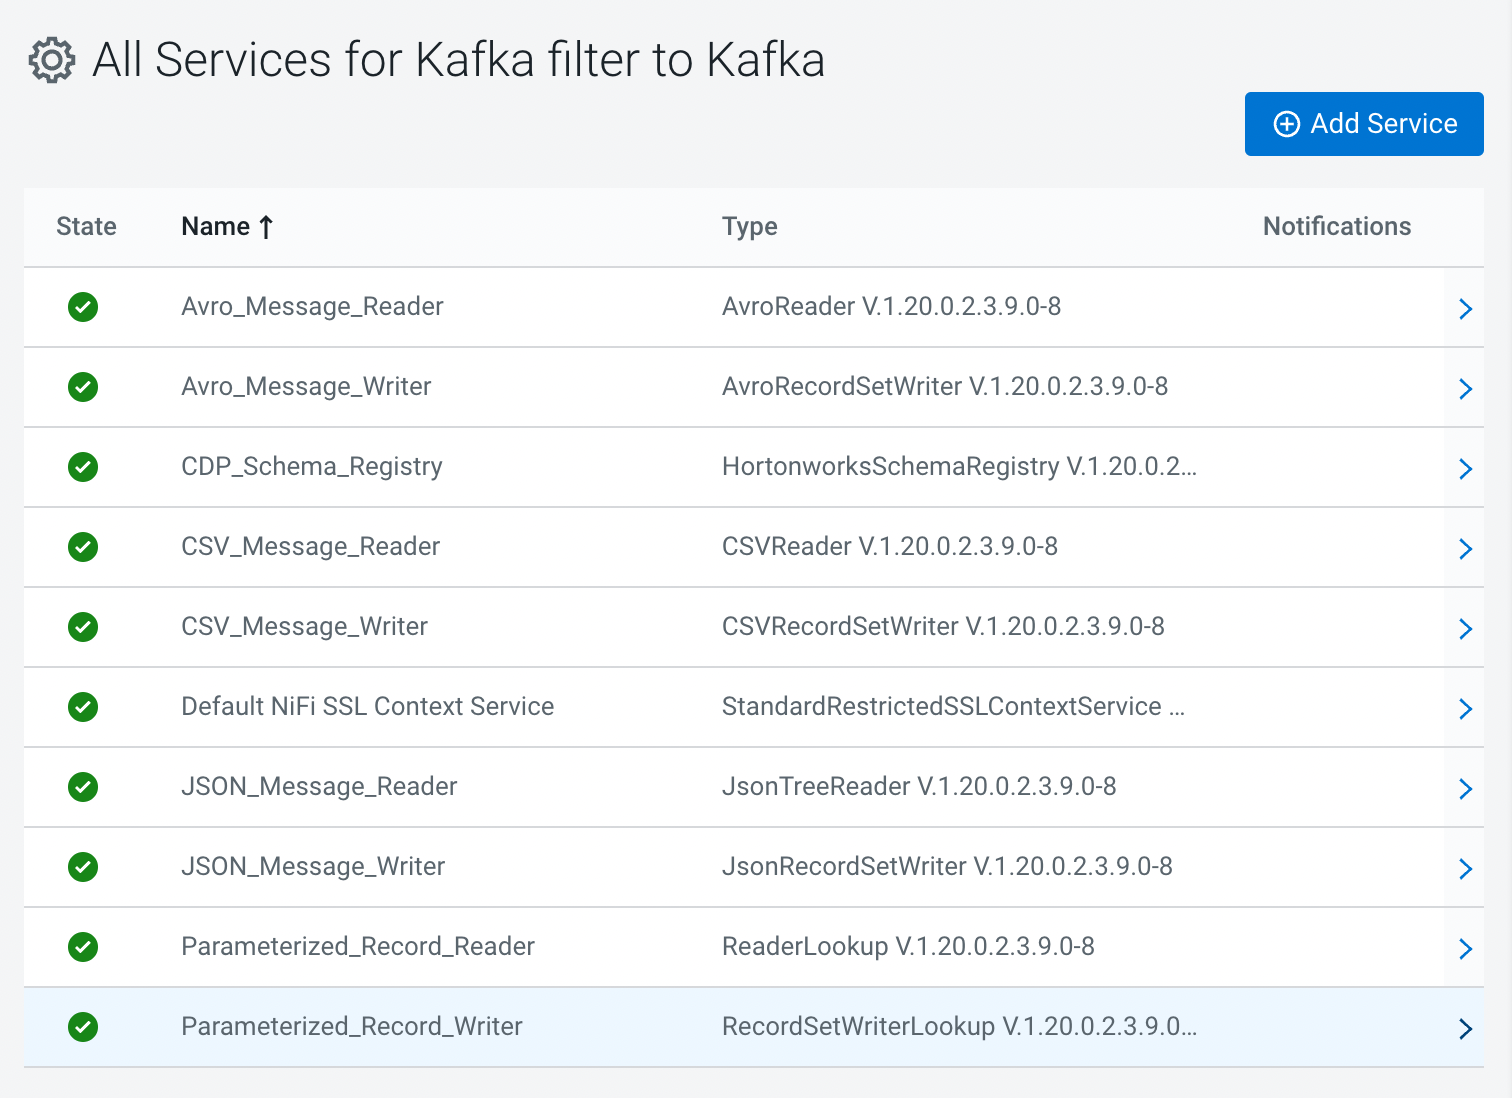 All Services for Kafka filter to Kafka
Add Service
State Name ↑ Type Notifications
Avro_Message_Reader AvroReader V.1.20.0.2.3.9.0-8
Avro_Message_Writer AvroRecordSetWriter V.1.20.0.2.3.9.0-8
CDP_Schema_Registry HortonworksSchemaRegistry V.1.20.0.2...
CSV_Message_Reader CSVReader V.1.20.0.2.3.9.0-8
CSV_Message_Writer CSVRecordSetWriter V.1.20.0.2.3.9.0-8
Default NiFi SSL Context Service StandardRestrictedSSLContextService ...
JSON_Message_Reader JsonTreeReader V.1.20.0.2.3.9.0-8
JSON_Message_Writer JsonRecordSetWriter V.1.20.0.2.3.9.0-8
Parameterized_Record_Reader ReaderLookup V.1.20.0.2.3.9.0-8
Parameterized_Record_Writer RecordSetWriterLookup V.1.20.0.2.3.9.0...